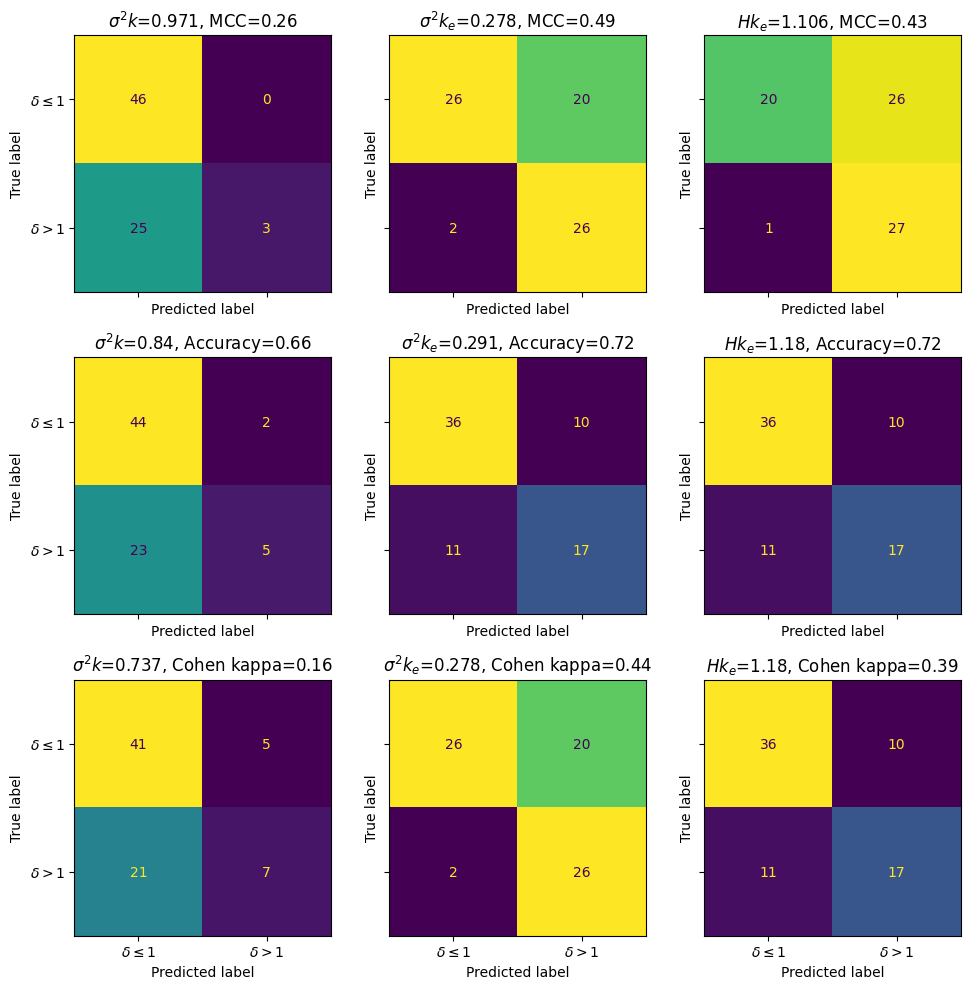 σ²k=0.971, MCC=0.26
σ²kₑ=0.278, MCC=0.49
Hkₑ=1.106, MCC=0.43
True label
δ ≤ 1
46
0
δ > 1
25
3
Predicted label
True label
26
20
2
26
Predicted label
True label
20
26
1
27
Predicted label
σ²k=0.84, Accuracy=0.66
σ²kₑ=0.291, Accuracy=0.72
Hkₑ=1.18, Accuracy=0.72
True label
δ ≤ 1
44
2
δ > 1
23
5
Predicted label
True label
36
10
11
17
Predicted label
True label
36
10
11
17
Predicted label
σ²k=0.737, Cohen kappa=0.16
σ²kₑ=0.278, Cohen kappa=0.44
Hkₑ=1.18, Cohen kappa=0.39
True label
δ ≤ 1
41
5
δ > 1
21
7
δ ≤ 1
δ > 1
Predicted label
True label
26
20
2
26
δ ≤ 1
δ > 1
Predicted label
True label
36
10
11
17
δ ≤ 1
δ > 1
Predicted label